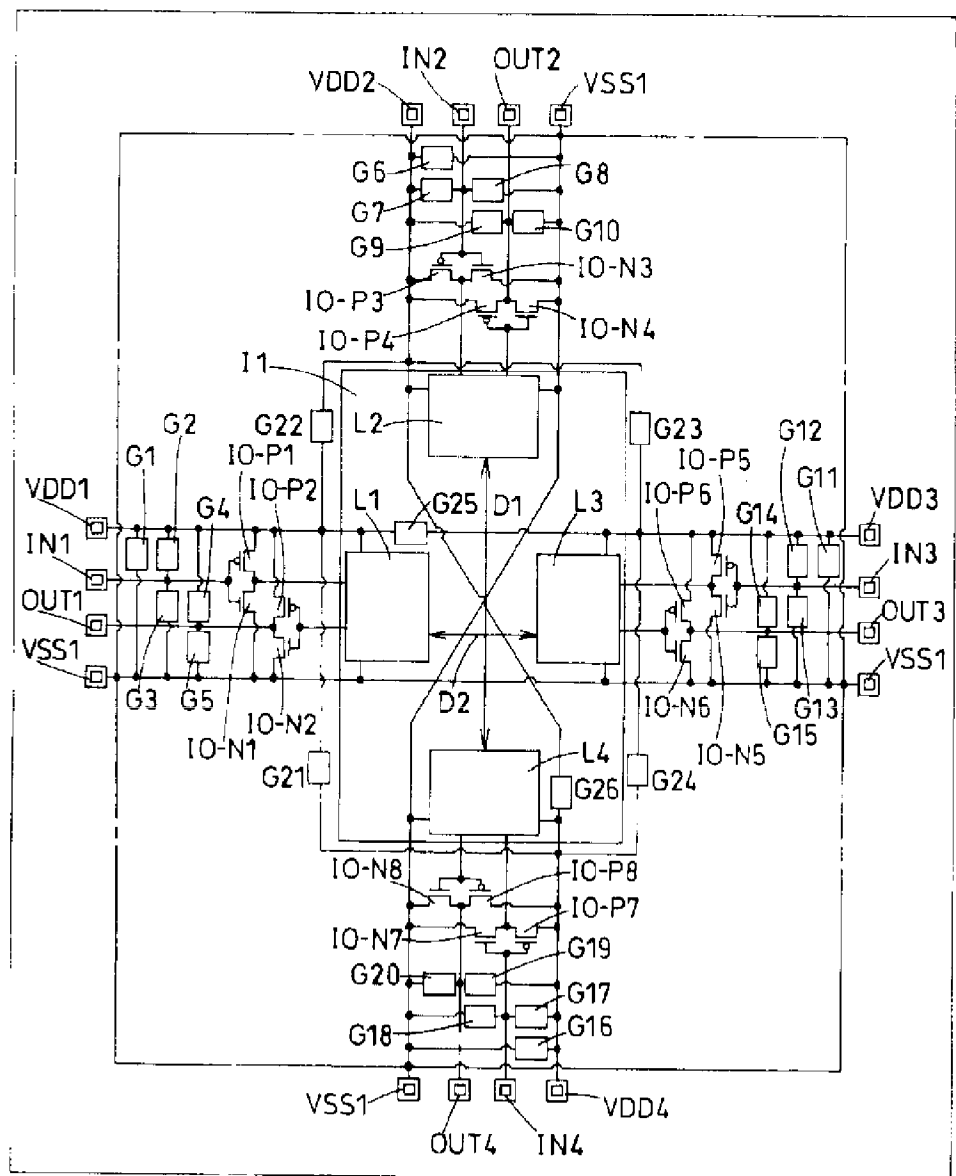 IN2 OUT2
VDD2 VSS1
G6 G8
G7
G9 G10
IO-N3
IO-P3
IO-P4 IO-N4
I1
L2
G22 G23
G2 G12
G1 IO-P1 IO-P5 G11
IO-P2 IO-P6
VDD1 G4 L1 G25 D1 L3 G14 VDD3
IN1 IN3
OUT1 OUT3
VSS1 VSS1
G3 G5 IO-N2 D2 IO-N6 G13
IO-N1 G15 IO-N5
G21 L4 G26 G24
IO-N8 IO-P8
IO-P7
IO-N7
G20 G19
G17
G18 G16
VSS1 VDD4
OUT4 IN4